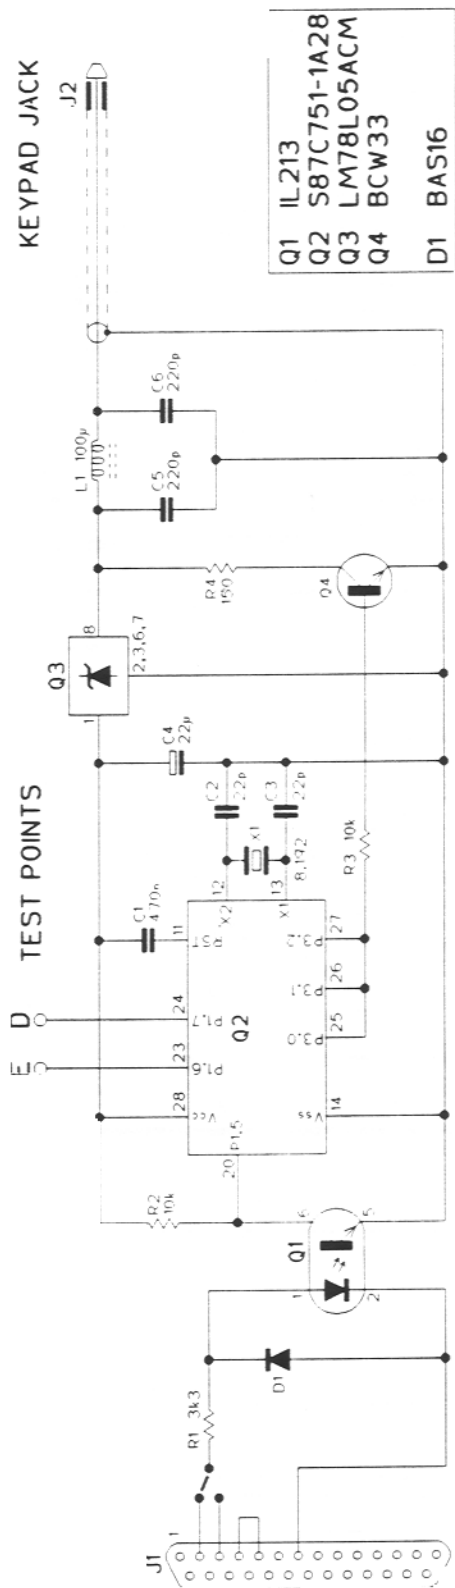 TEST POINTS
E
D
KEYPAD JACK
J2
J1
1
R1 3k3
D1
R2
10k
Q1
1
2
6
5
Q2
20
P1.5
28
Vcc
23
P1.6
24
P1.7
11
RST
12
X2
13
X1
14
Vss
25
P3.0
26
P3.1
27
P3.2
C1
470n
C2
22p
C3
22p
X1
8.192
C4
22µ
Q3
1
8
2,3,6,7
R3 10k
R4
Q4
L1 100µ
C5
220p
C6
220p
Q1 IL213
Q2 S87C751-1A28
Q3 LM78L05ACM
Q4 BCW33
D1 BAS16